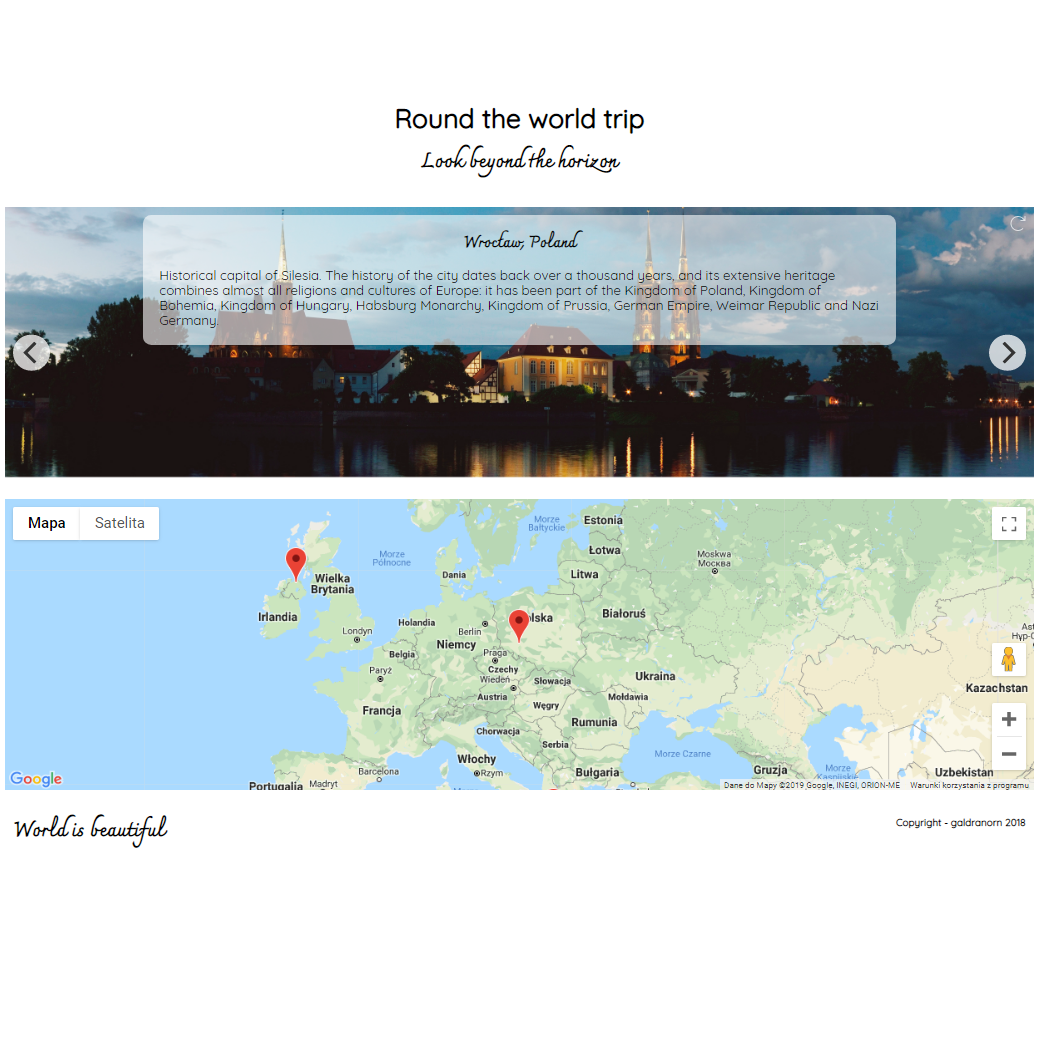 Round the world trip
Look beyond the horizon
Wrocław, Poland
Historical capital of Silesia. The history of the city dates back over a thousand years, and its extensive heritage
combines almost all religions and cultures of Europe: it has been part of the Kingdom of Poland, Kingdom of
Bohemia, Kingdom of Hungary, Habsburg Monarchy, Kingdom of Prussia, German Empire, Weimar Republic and Nazi
Germany.
Mapa
Satelita
Morze
Bałtyckie
Estonia
Morze
Północne
Łotwa
Moskwa
Москва
Dania
Litwa
Wielka
Brytania
Irlandia
Holandia
Białoruś
Londyn
Berlin
Niemcy
Belgia
Praga
Paryż
Czechy
Wiedeń
Słowacja
Ukraina
Kazachstan
Austria
Węgry
Mołdawia
Francja
Rumunia
Chorwacja
Serbia
Morze Czarne
Włochy
Rzym
Bułgaria
Gruzja
Morze
Kaspijskie
Uzbekistan
Barcelona
Madryt
Portugalia
Google
Dane do Mapy ©2019 Google, INEGI, ORION-ME
Warunki korzystania z programu
World is beautiful
Copyright - galdranorn 2018